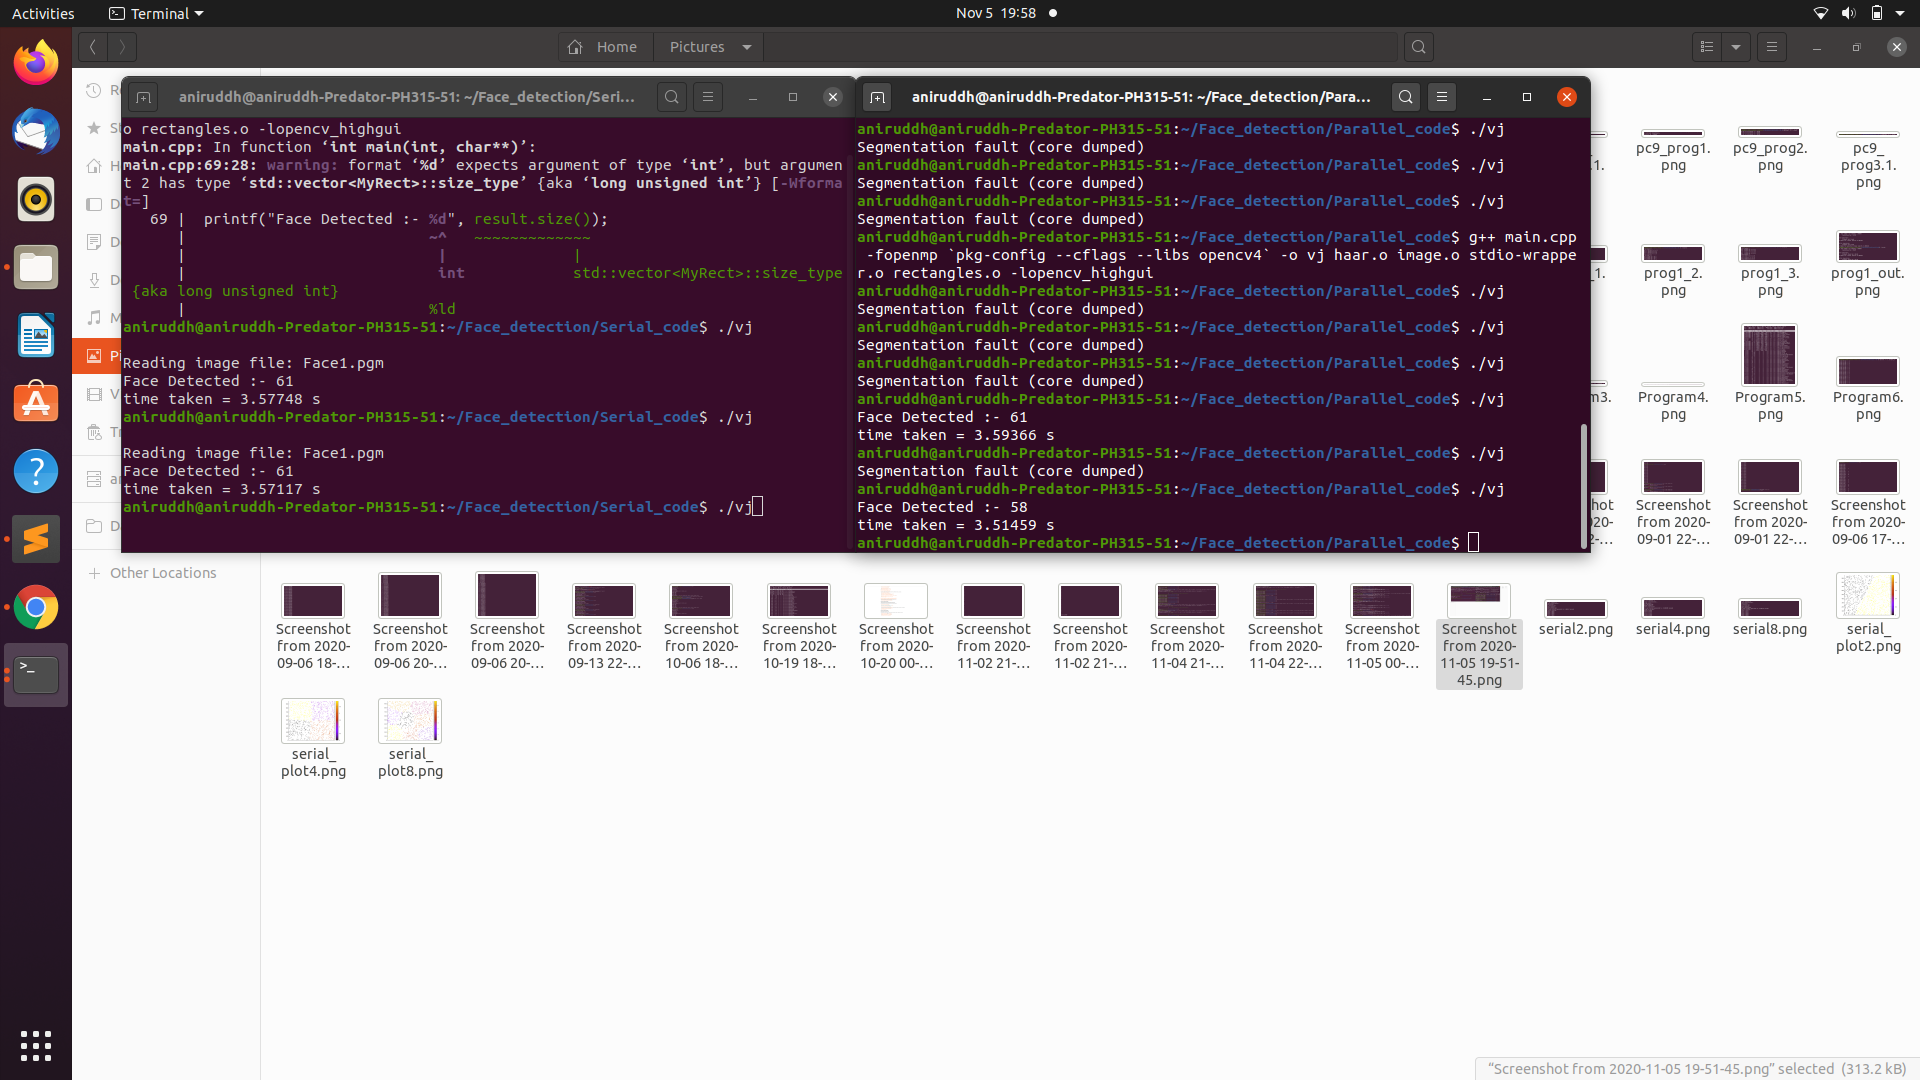 Activities
Terminal
Nov 5 19:58
Home
Pictures
aniruddh@aniruddh-Predator-PH315-51: ~/Face_detection/Seri...
o rectangles.o -lopencv_highgui
main.cpp: In function ‘int main(int, char**)’:
main.cpp:69:28: warning: format ‘%d’ expects argument of type ‘int’, but argumen
t 2 has type ‘std::vector<MyRect>::size_type’ {aka ‘long unsigned int’} [-Wforma
t=]
69 |  printf("Face Detected :- %d", result.size());
|                           ~^   ~~~~~~~~~~~~~
|                            |              |
|                            int            std::vector<MyRect>::size_type
{aka long unsigned int}
|                           %ld
aniruddh@aniruddh-Predator-PH315-51:~/Face_detection/Serial_code$ ./vj
Reading image file: Face1.pgm
Face Detected :- 61
time taken = 3.57748 s
aniruddh@aniruddh-Predator-PH315-51:~/Face_detection/Serial_code$ ./vj
Reading image file: Face1.pgm
Face Detected :- 61
time taken = 3.57117 s
aniruddh@aniruddh-Predator-PH315-51:~/Face_detection/Serial_code$ ./vj
aniruddh@aniruddh-Predator-PH315-51: ~/Face_detection/Para...
aniruddh@aniruddh-Predator-PH315-51:~/Face_detection/Parallel_code$ ./vj
Segmentation fault (core dumped)
aniruddh@aniruddh-Predator-PH315-51:~/Face_detection/Parallel_code$ ./vj
Segmentation fault (core dumped)
aniruddh@aniruddh-Predator-PH315-51:~/Face_detection/Parallel_code$ ./vj
Segmentation fault (core dumped)
aniruddh@aniruddh-Predator-PH315-51:~/Face_detection/Parallel_code$ g++ main.cpp
-fopenmp `pkg-config --cflags --libs opencv4` -o vj haar.o image.o stdio-wrappe
r.o rectangles.o -lopencv_highgui
aniruddh@aniruddh-Predator-PH315-51:~/Face_detection/Parallel_code$ ./vj
Segmentation fault (core dumped)
aniruddh@aniruddh-Predator-PH315-51:~/Face_detection/Parallel_code$ ./vj
Segmentation fault (core dumped)
aniruddh@aniruddh-Predator-PH315-51:~/Face_detection/Parallel_code$ ./vj
Segmentation fault (core dumped)
aniruddh@aniruddh-Predator-PH315-51:~/Face_detection/Parallel_code$ ./vj
Face Detected :- 61
time taken = 3.59366 s
aniruddh@aniruddh-Predator-PH315-51:~/Face_detection/Parallel_code$ ./vj
Segmentation fault (core dumped)
aniruddh@aniruddh-Predator-PH315-51:~/Face_detection/Parallel_code$ ./vj
Face Detected :- 58
time taken = 3.51459 s
aniruddh@aniruddh-Predator-PH315-51:~/Face_detection/Parallel_code$
Other Locations
pc9_prog1.
png
pc9_prog2.
png
pc9_
prog3.1.
png
prog1_2.
png
prog1_3.
png
prog1_out.
png
Program4.
png
Program5.
png
Program6.
png
Screenshot
from 2020-
09-01 22-...
Screenshot
from 2020-
09-01 22-...
Screenshot
from 2020-
09-06 17-...
Screenshot
from 2020-
09-06 18-...
Screenshot
from 2020-
09-06 20-...
Screenshot
from 2020-
09-06 20-...
Screenshot
from 2020-
09-13 22-...
Screenshot
from 2020-
10-06 18-...
Screenshot
from 2020-
10-19 18-...
Screenshot
from 2020-
10-20 00-...
Screenshot
from 2020-
11-02 21-...
Screenshot
from 2020-
11-02 21-...
Screenshot
from 2020-
11-04 21-...
Screenshot
from 2020-
11-04 22-...
Screenshot
from 2020-
11-05 00-...
Screenshot
from 2020-
11-05 19-51-
45.png
serial2.png
serial4.png
serial8.png
serial_
plot2.png
serial_
plot4.png
serial_
plot8.png
“Screenshot from 2020-11-05 19-51-45.png” selected (313.2 kB)